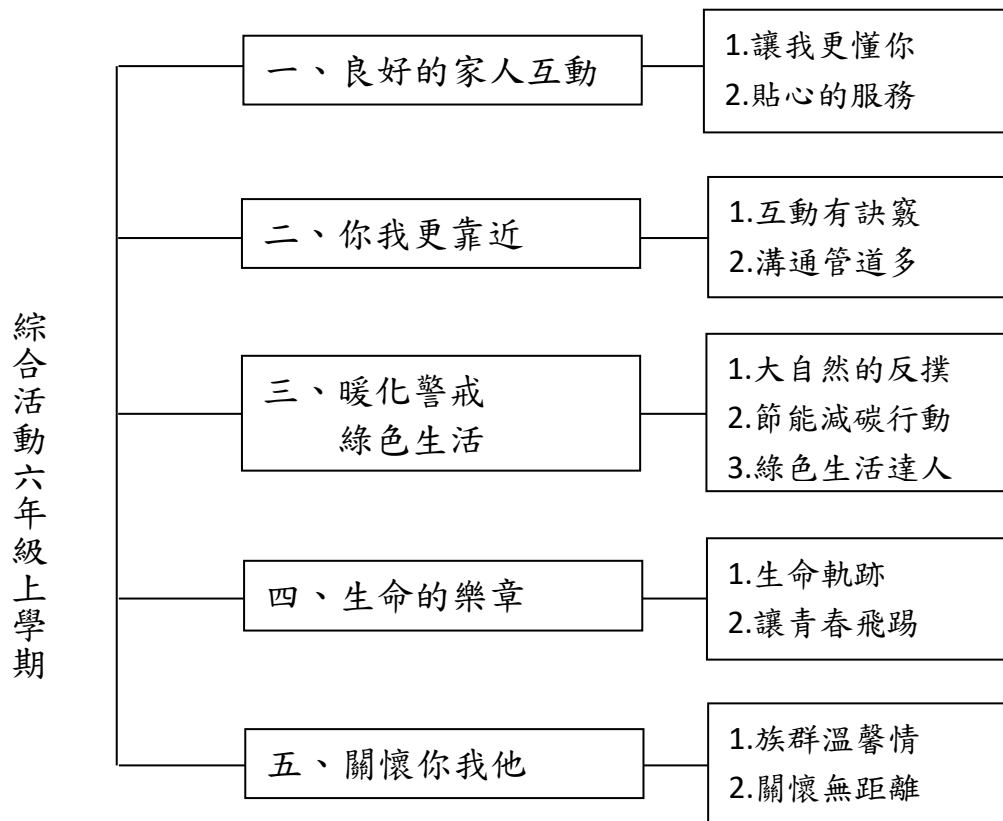 綜合活動六年級上學期
一、良好的家人互動
1.讓我更懂你
2.貼心的服務
二、你我更靠近
1.互動有訣竅
2.溝通管道多
三、暖化警戒
綠色生活
1.大自然的反撲
2.節能減碳行動
3.綠色生活達人
四、生命的樂章
1.生命軌跡
2.讓青春飛踢
五、關懷你我他
1.族群溫馨情
2.關懷無距離